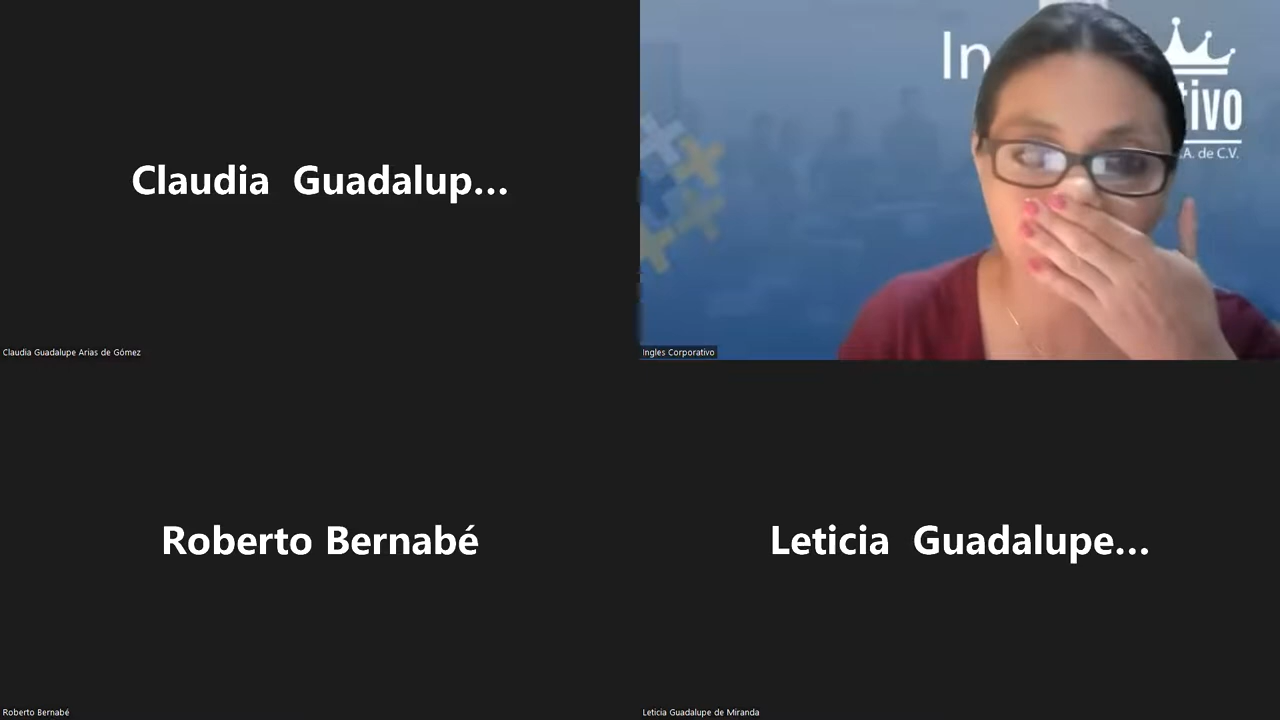 Claudia Guadalup...
Claudia Guadalupe Arias de Gómez
In
tivo
.A. de C.V.
Ingles Corporativo
Roberto Bernabé
Roberto Bernabé
Leticia Guadalupe...
Leticia Guadalupe de Miranda